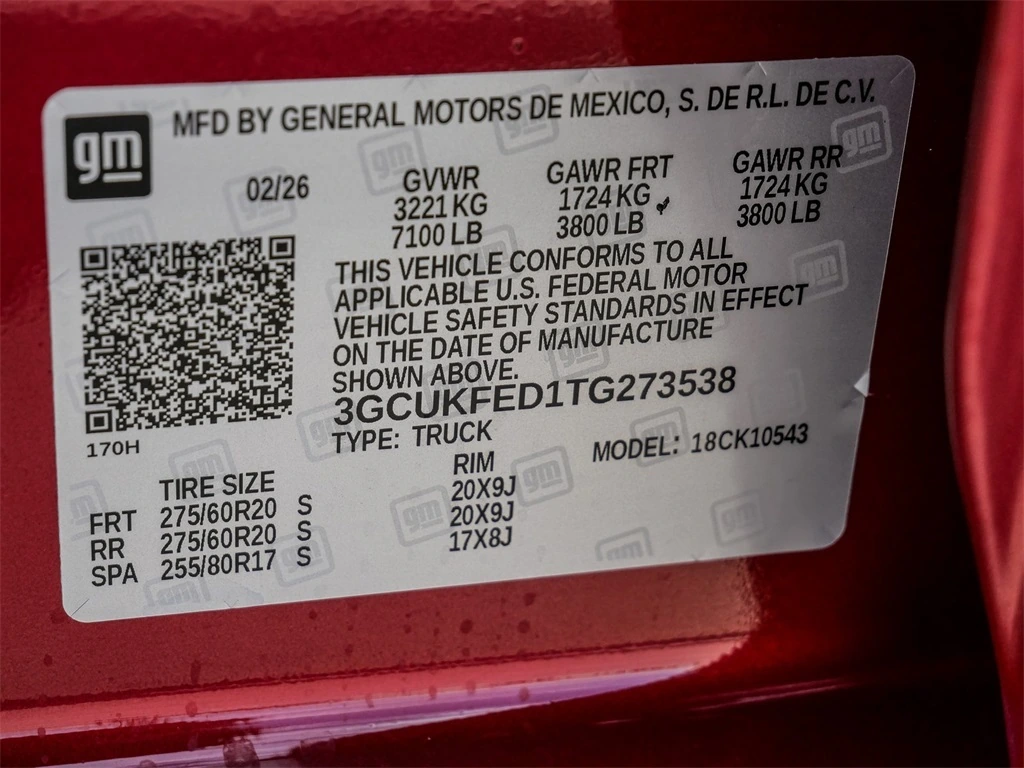 gm
MFD BY GENERAL MOTORS DE MEXICO, S. DE R.L. DE C.V.
02/26
GVWR GAWR FRT GAWR RR
3221 KG 1724 KG 1724 KG
7100 LB 3800 LB 3800 LB
THIS VEHICLE CONFORMS TO ALL
APPLICABLE U.S. FEDERAL MOTOR
VEHICLE SAFETY STANDARDS IN EFFECT
ON THE DATE OF MANUFACTURE
SHOWN ABOVE.
3GCUKFED1TG273538
170H
TYPE: TRUCK MODEL: 18CK10543
TIRE SIZE RIM
FRT 275/60R20 S 20X9J
RR 275/60R20 S 20X9J
SPA 255/80R17 S 17X8J